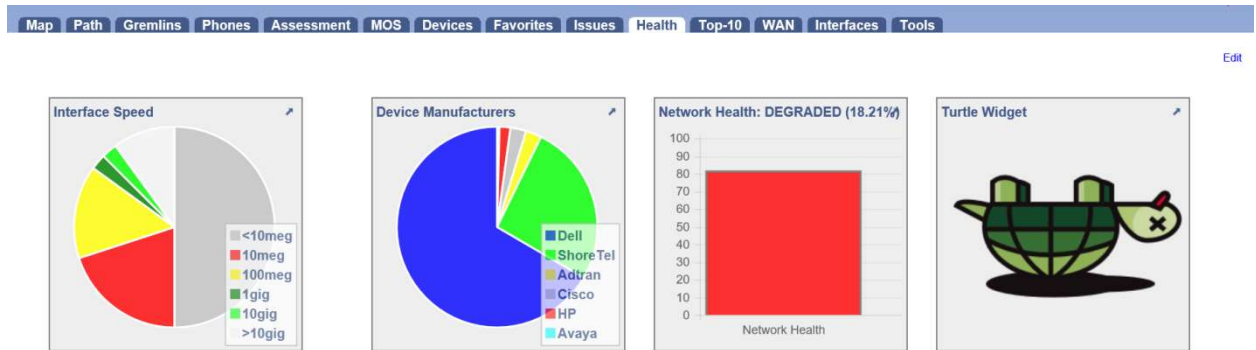 Map Path Gremlins Phones Assessment MOS Devices Favorites Issues Health Top-10 WAN Interfaces Tools
Edit
Interface Speed
<10meg
10meg
100meg
1gig
10gig
>10gig
Device Manufacturers
Dell
ShoreTel
Adtran
Cisco
HP
Avaya
Network Health: DEGRADED (18.21%)
100
90
80
70
60
50
40
30
20
10
0
Network Health
Turtle Widget